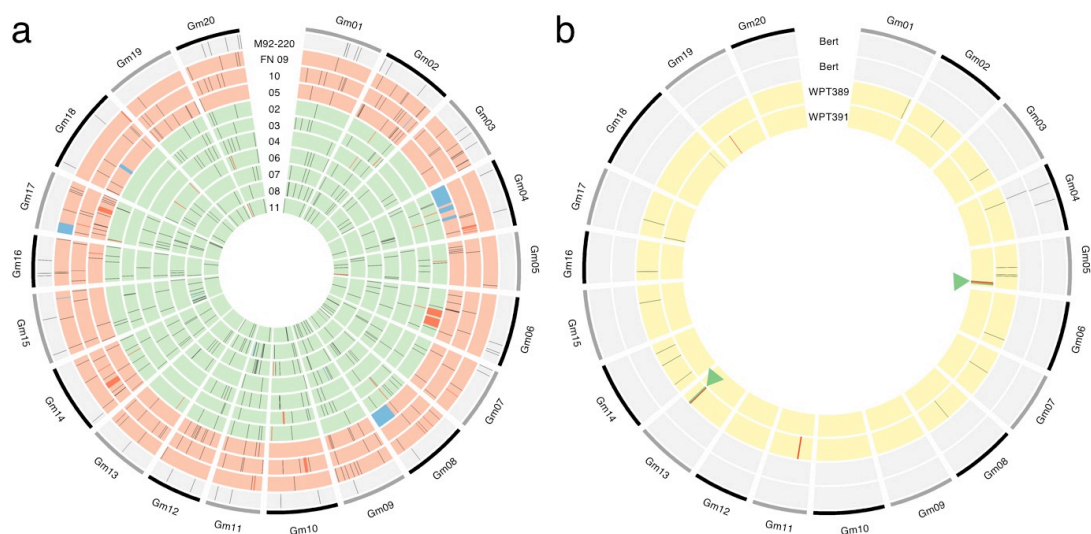 a
M92-220
FN 09
10
05
02
03
04
06
07
08
11
Gm01
Gm02
Gm03
Gm04
Gm05
Gm06
Gm07
Gm08
Gm09
Gm10
Gm11
Gm12
Gm13
Gm14
Gm15
Gm16
Gm17
Gm18
Gm19
Gm20
b
Bert
Bert
WPT389
WPT391
Gm01
Gm02
Gm03
Gm04
Gm05
Gm06
Gm07
Gm08
Gm09
Gm10
Gm11
Gm12
Gm13
Gm14
Gm15
Gm16
Gm17
Gm18
Gm19
Gm20